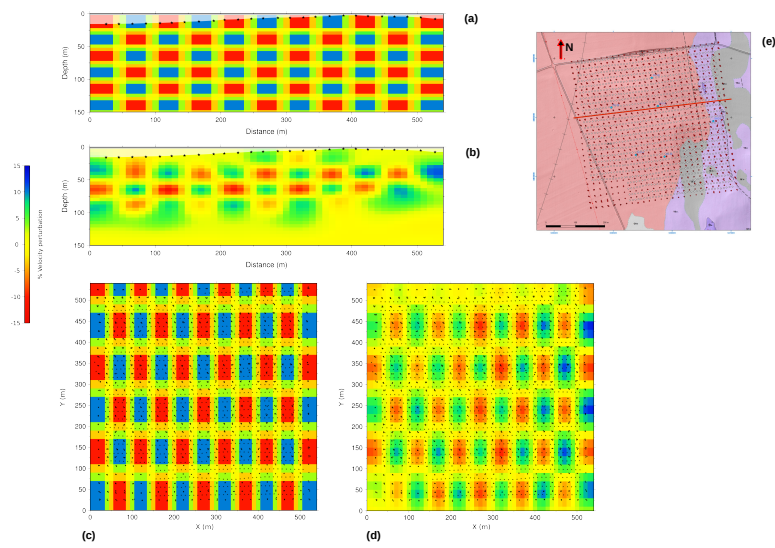 (a)
0
50
100
150
Depth (m)
0 100 200 300 400 500
Distance (m)
(b)
0
50
100
150
Depth (m)
0 100 200 300 400 500
Distance (m)
(e)
N
15
10
5
0
-5
-10
-15
% Velocity perturbation
500
450
400
350
300
250
200
150
100
50
0
Y (m)
0 100 200 300 400 500
X (m)
(c)
500
450
400
350
300
250
200
150
100
50
0
Y (m)
0 100 200 300 400 500
X (m)
(d)